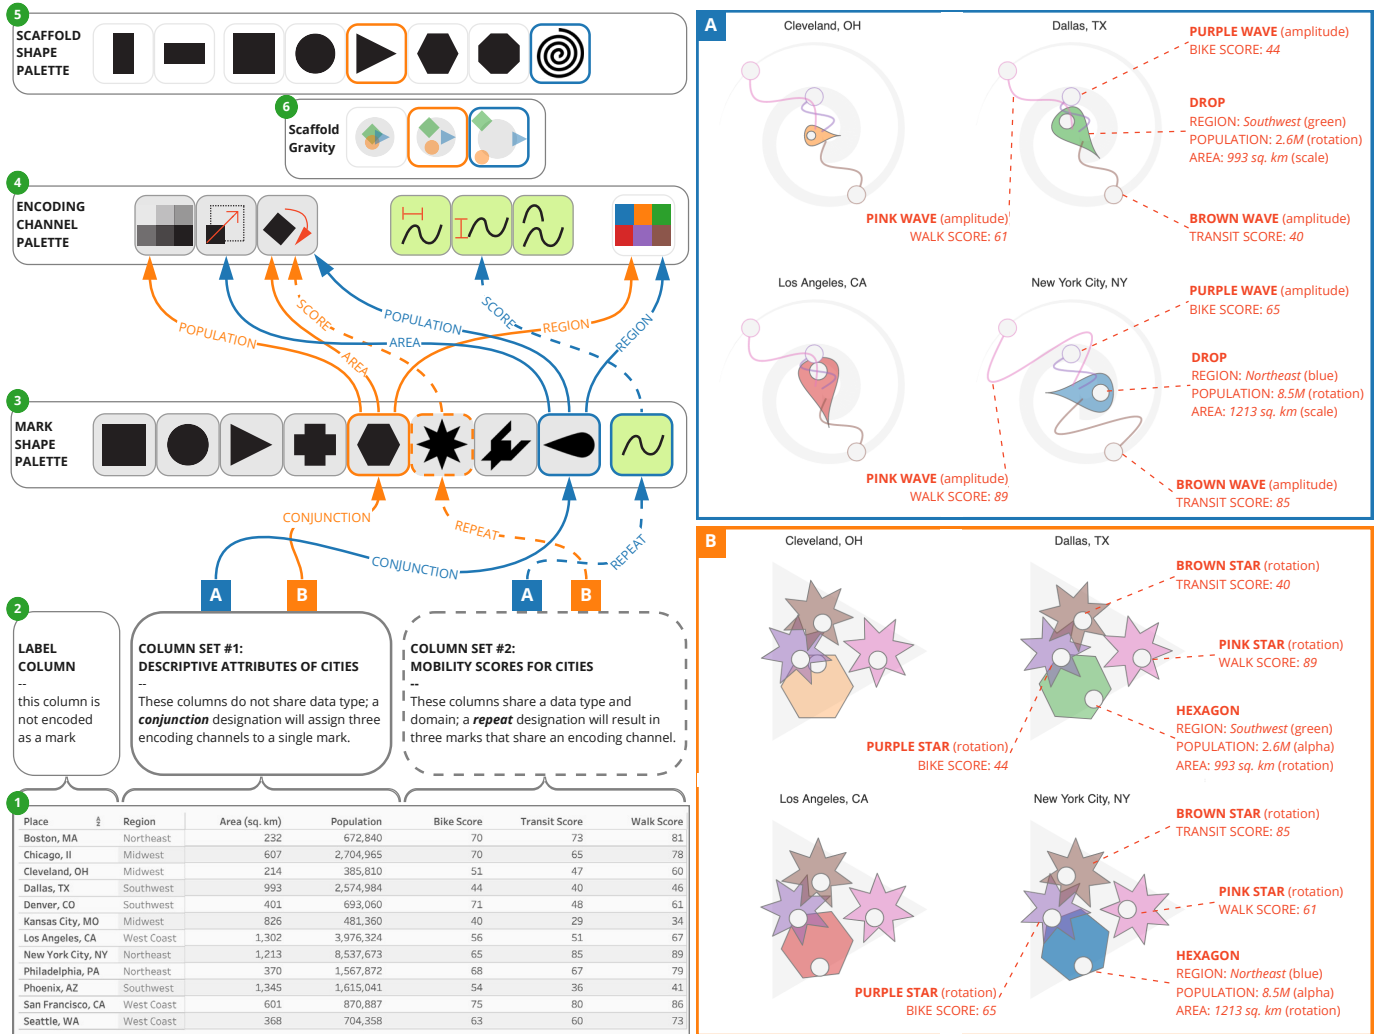 5
SCAFFOLD
SHAPE
PALETTE
6
Scaffold
Gravity
4
ENCODING
CHANNEL
PALETTE
POPULATION
SCORE
AREA
POPULATION
AREA
SCORE
REGION
REGION
3
MARK
SHAPE
PALETTE
CONJUNCTION
REPEAT
CONJUNCTION
REPEAT
A
B
A
B
2
LABEL
COLUMN
--
this column is
not encoded
as a mark
COLUMN SET #1:
DESCRIPTIVE ATTRIBUTES OF CITIES
--
These columns do not share data type; a
conjunction designation will assign three
encoding channels to a single mark.
COLUMN SET #2:
MOBILITY SCORES FOR CITIES
--
These columns share a data type and
domain; a repeat designation will result in
three marks that share an encoding channel.
1
Place Region Area (sq. km) Population Bike Score Transit Score Walk Score
Boston, MA Northeast 232 672,840 70 73 81
Chicago, Il Midwest 607 2,704,965 70 65 78
Cleveland, OH Midwest 214 385,810 51 47 60
Dallas, TX Southwest 993 2,574,984 44 40 46
Denver, CO Southwest 401 693,060 71 48 61
Kansas City, MO Midwest 826 481,360 40 29 34
Los Angeles, CA West Coast 1,302 3,976,324 56 51 67
New York City, NY Northeast 1,213 8,537,673 65 85 89
Philadelphia, PA Northeast 370 1,567,872 68 67 79
Phoenix, AZ Southwest 1,345 1,615,041 54 36 41
San Francisco, CA West Coast 601 870,887 75 80 86
Seattle, WA West Coast 368 704,358 63 60 73
A
Cleveland, OH
Dallas, TX
PURPLE WAVE (amplitude)
BIKE SCORE: 44
DROP
REGION: Southwest (green)
POPULATION: 2.6M (rotation)
AREA: 993 sq. km (scale)
PINK WAVE (amplitude)
WALK SCORE: 61
BROWN WAVE (amplitude)
TRANSIT SCORE: 40
Los Angeles, CA
New York City, NY
PURPLE WAVE (amplitude)
BIKE SCORE: 65
DROP
REGION: Northeast (blue)
POPULATION: 8.5M (rotation)
AREA: 1213 sq. km (scale)
PINK WAVE (amplitude)
WALK SCORE: 89
BROWN WAVE (amplitude)
TRANSIT SCORE: 85
B
Cleveland, OH
Dallas, TX
BROWN STAR (rotation)
TRANSIT SCORE: 40
PINK STAR (rotation)
WALK SCORE: 89
HEXAGON
REGION: Southwest (green)
POPULATION: 2.6M (alpha)
AREA: 993 sq. km (rotation)
PURPLE STAR (rotation)
BIKE SCORE: 44
Los Angeles, CA
New York City, NY
BROWN STAR (rotation)
TRANSIT SCORE: 85
PINK STAR (rotation)
WALK SCORE: 61
HEXAGON
REGION: Northeast (blue)
POPULATION: 8.5M (alpha)
AREA: 1213 sq. km (rotation)
PURPLE STAR (rotation)
BIKE SCORE: 65